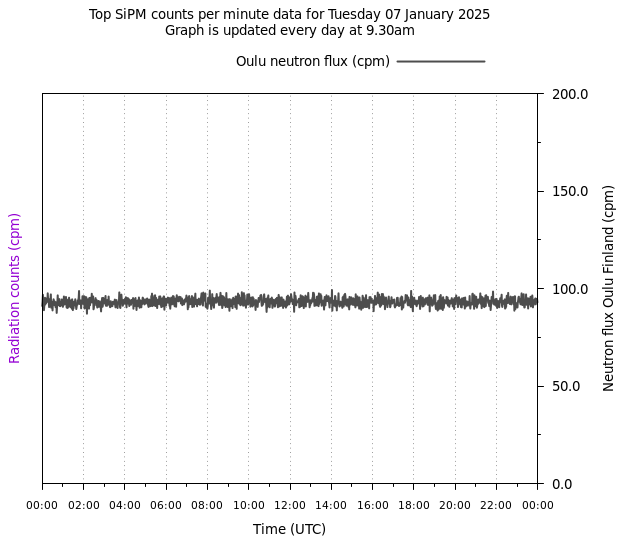 Top SiPM counts per minute data for Tuesday 07 January 2025
Graph is updated every day at 9.30am
Oulu neutron flux (cpm)
200.0
150.0
100.0
50.0
0.0
Radiation counts (cpm)
Neutron flux Oulu Finland (cpm)
00:00 02:00 04:00 06:00 08:00 10:00 12:00 14:00 16:00 18:00 20:00 22:00 00:00
Time (UTC)